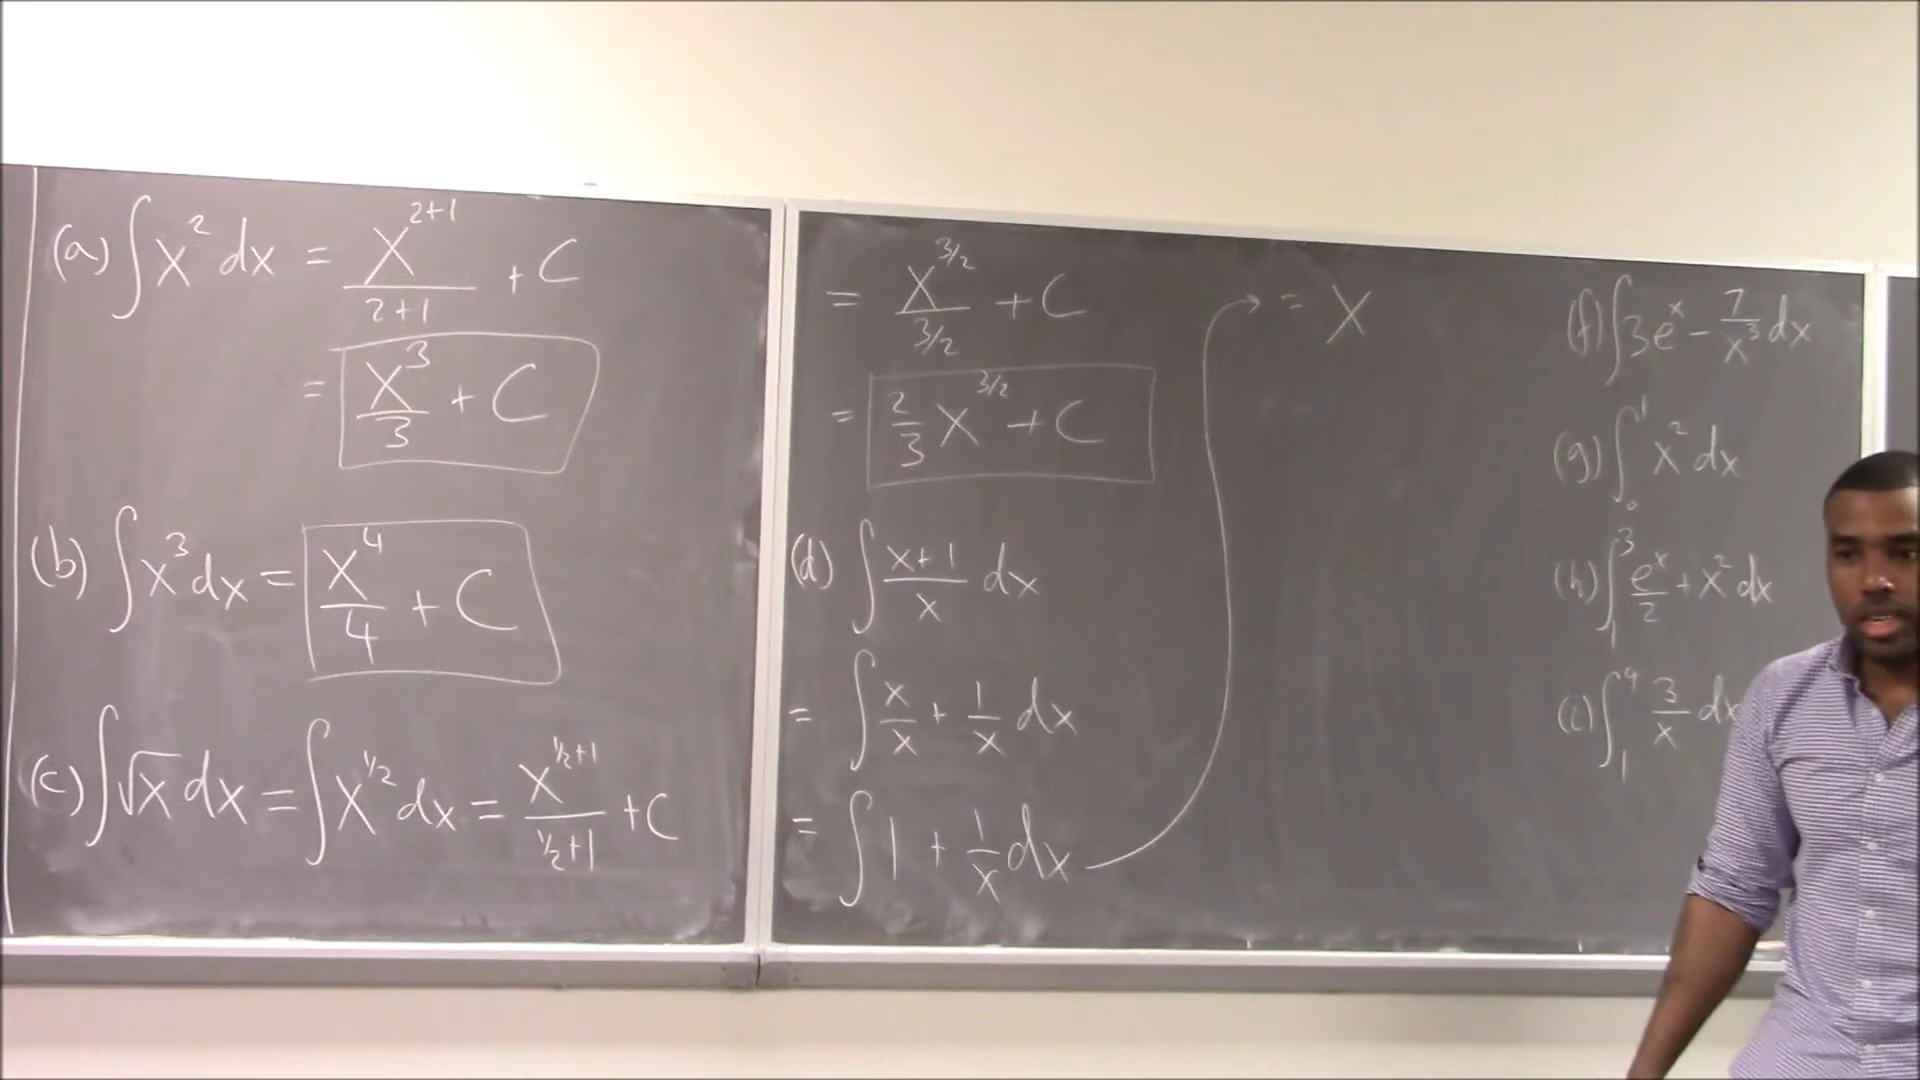 (a) ∫ x² dx = x^{2+1}/(2+1) + C
= x³/3 + C
(b) ∫ x³ dx = x⁴/4 + C
(c) ∫ √x dx = ∫ x^{1/2} dx = x^{1/2+1}/(1/2+1) + C
= x^{3/2}/(3/2) + C
= 2/3 x^{3/2} + C
(d) ∫ (x+1)/x dx
= ∫ x/x + 1/x dx
= ∫ 1 + 1/x dx
= x
(f) ∫ 3eˣ - 7/x³ dx
(g) ∫₀¹ x² dx
(h) ∫₁³ eˣ/2 + x² dx
(i) ∫₁⁴ 3/x dx